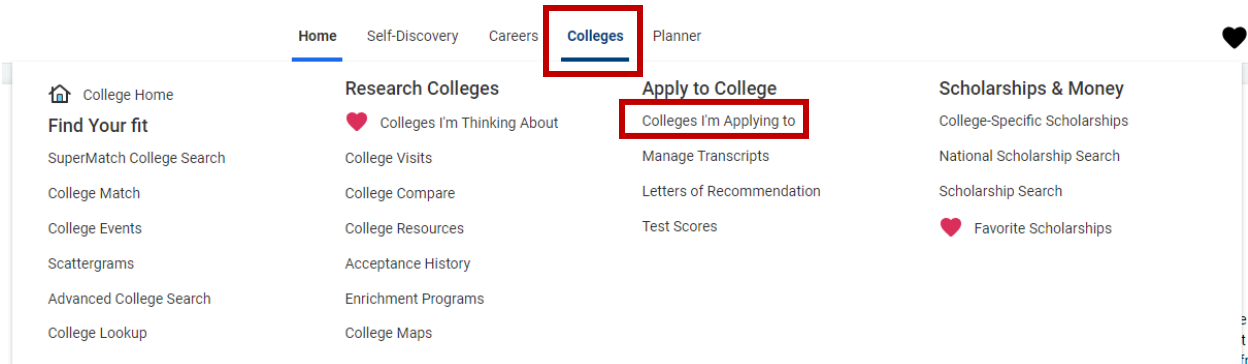 Home Self-Discovery Careers Colleges Planner
College Home
Find Your fit
SuperMatch College Search
College Match
College Events
Scattergrams
Advanced College Search
College Lookup
Research Colleges
Colleges I'm Thinking About
College Visits
College Compare
College Resources
Acceptance History
Enrichment Programs
College Maps
Apply to College
Colleges I'm Applying to
Manage Transcripts
Letters of Recommendation
Test Scores
Scholarships & Money
College-Specific Scholarships
National Scholarship Search
Scholarship Search
Favorite Scholarships